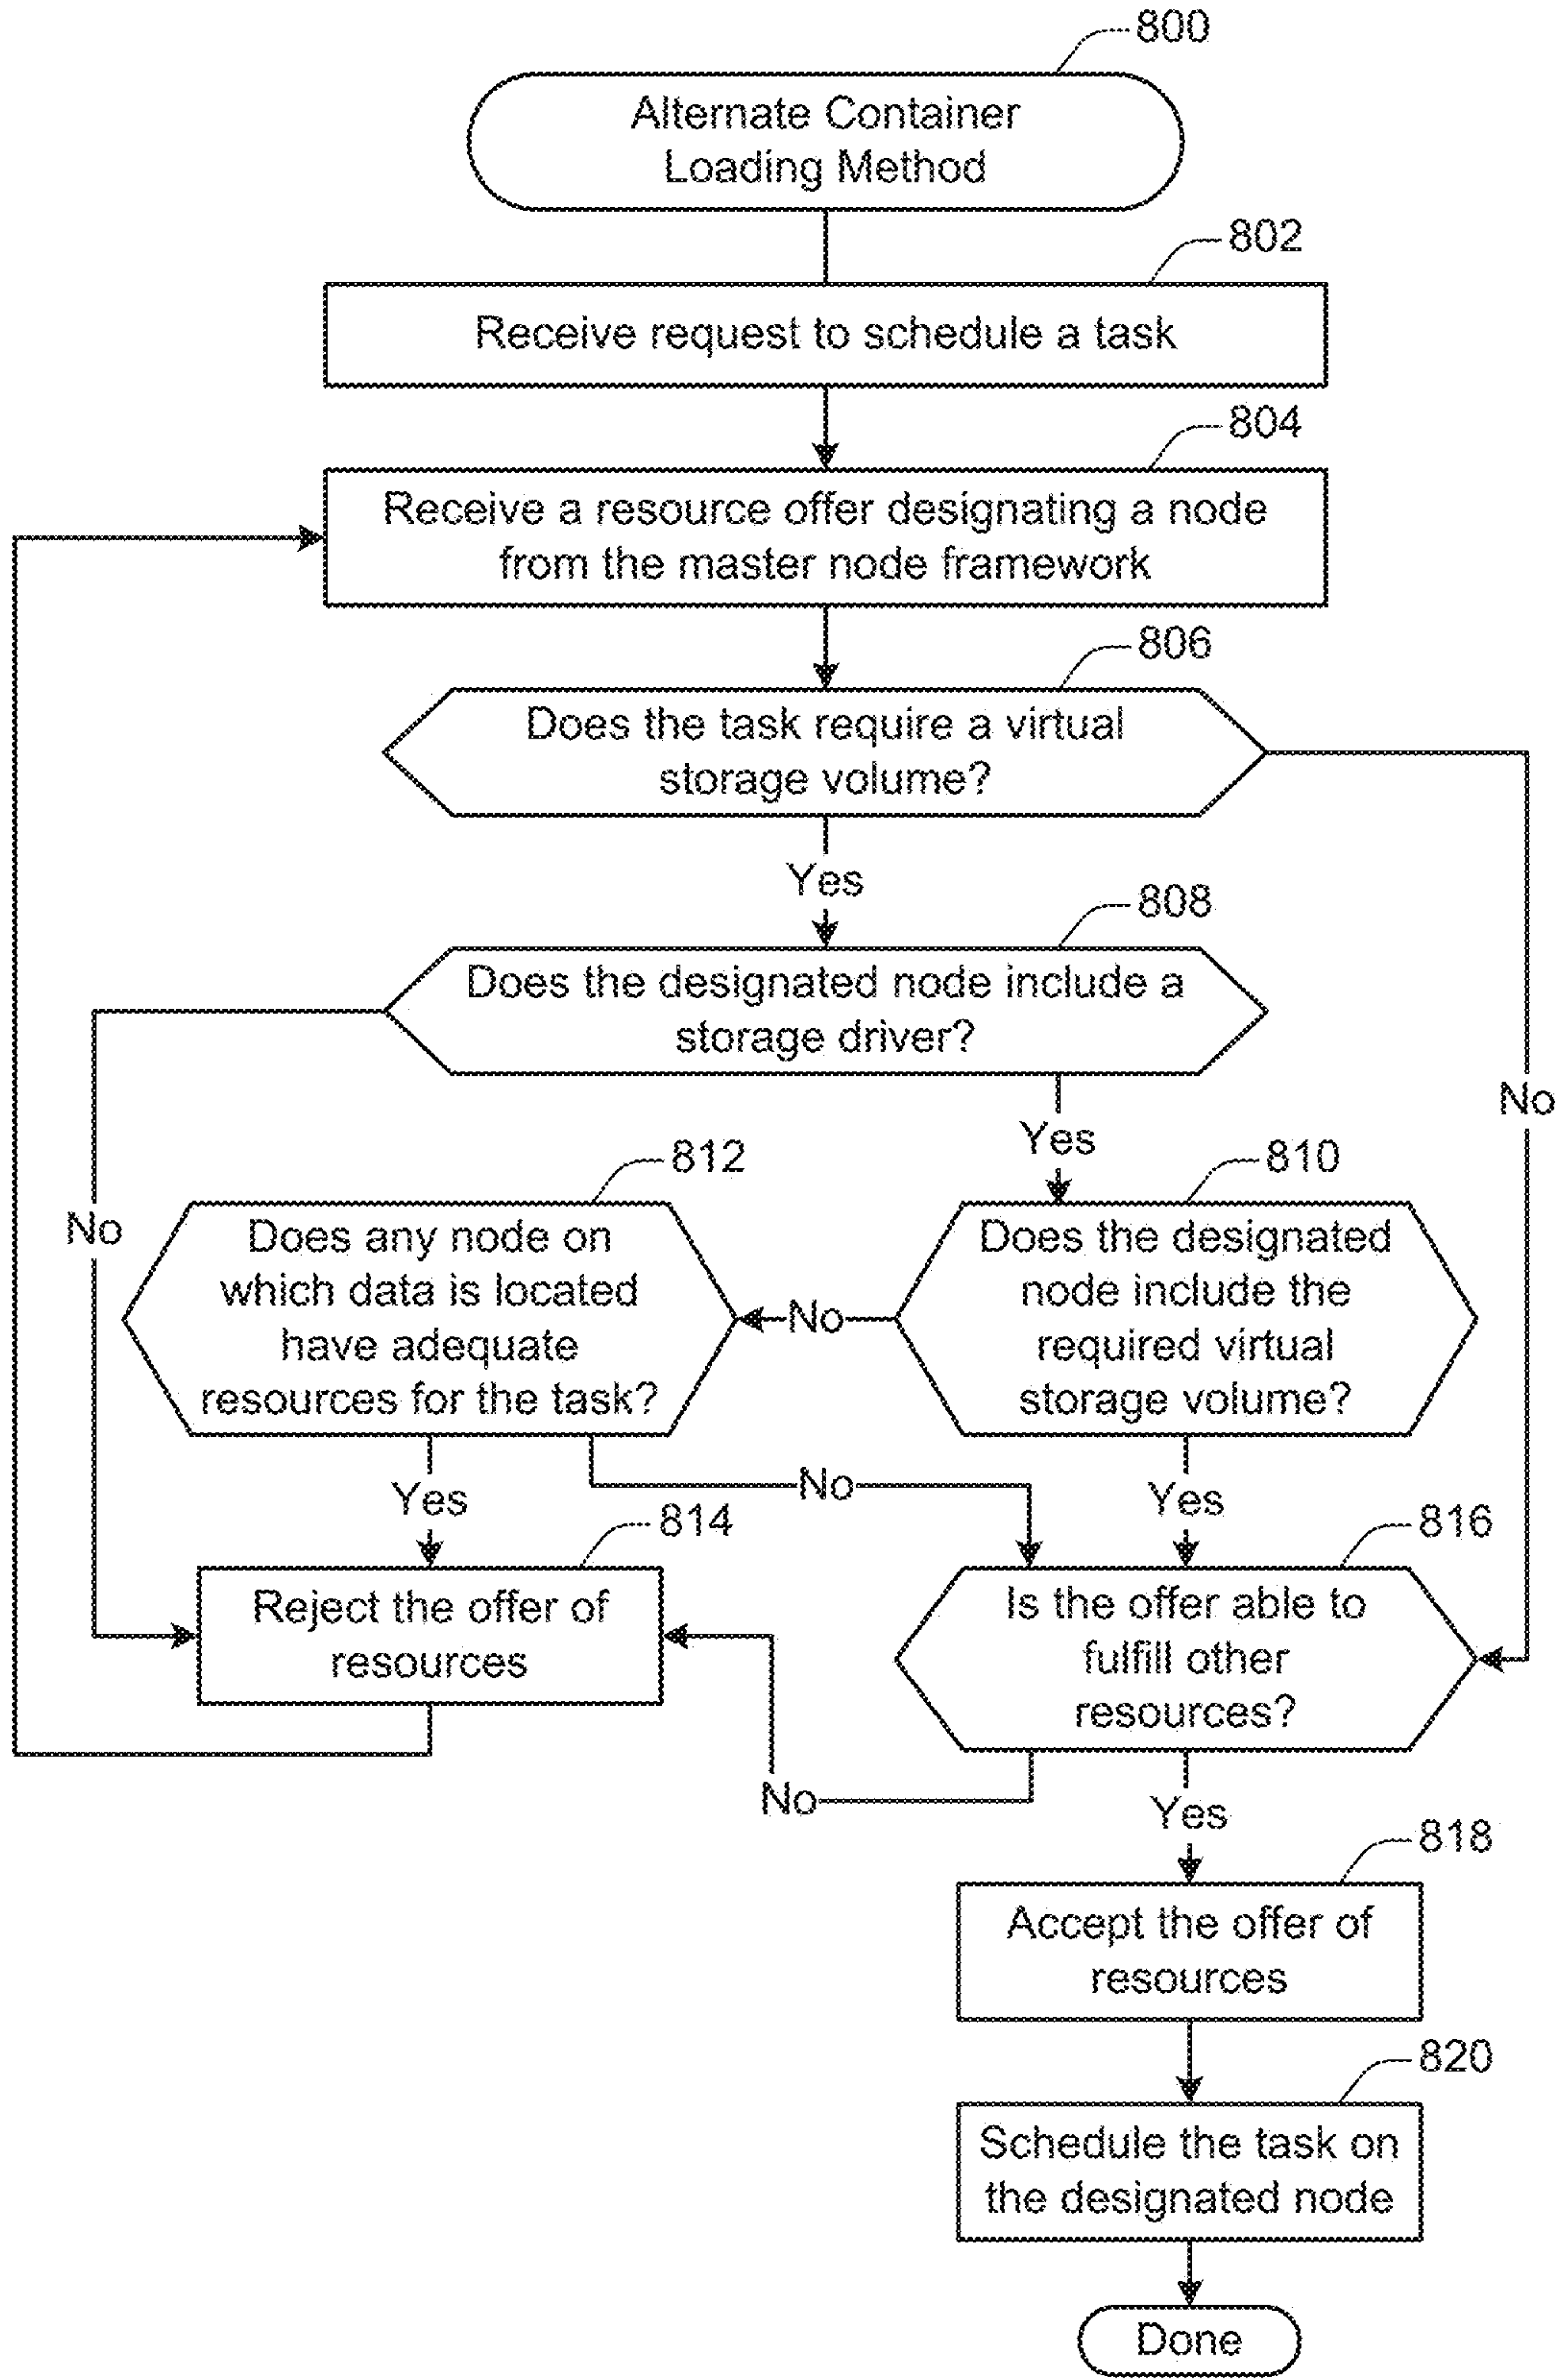 800
Alternate Container
Loading Method
802
Receive request to schedule a task
804
Receive a resource offer designating a node
from the master node framework
806
Does the task require a virtual
storage volume?
Yes
No
808
Does the designated node include a
storage driver?
No
Yes
812
Does any node on
which data is located
have adequate
resources for the task?
No
810
Does the designated
node include the
required virtual
storage volume?
Yes
No
Yes
814
Reject the offer of
resources
816
Is the offer able to
fulfill other
resources?
No
Yes
818
Accept the offer of
resources
820
Schedule the task on
the designated node
Done